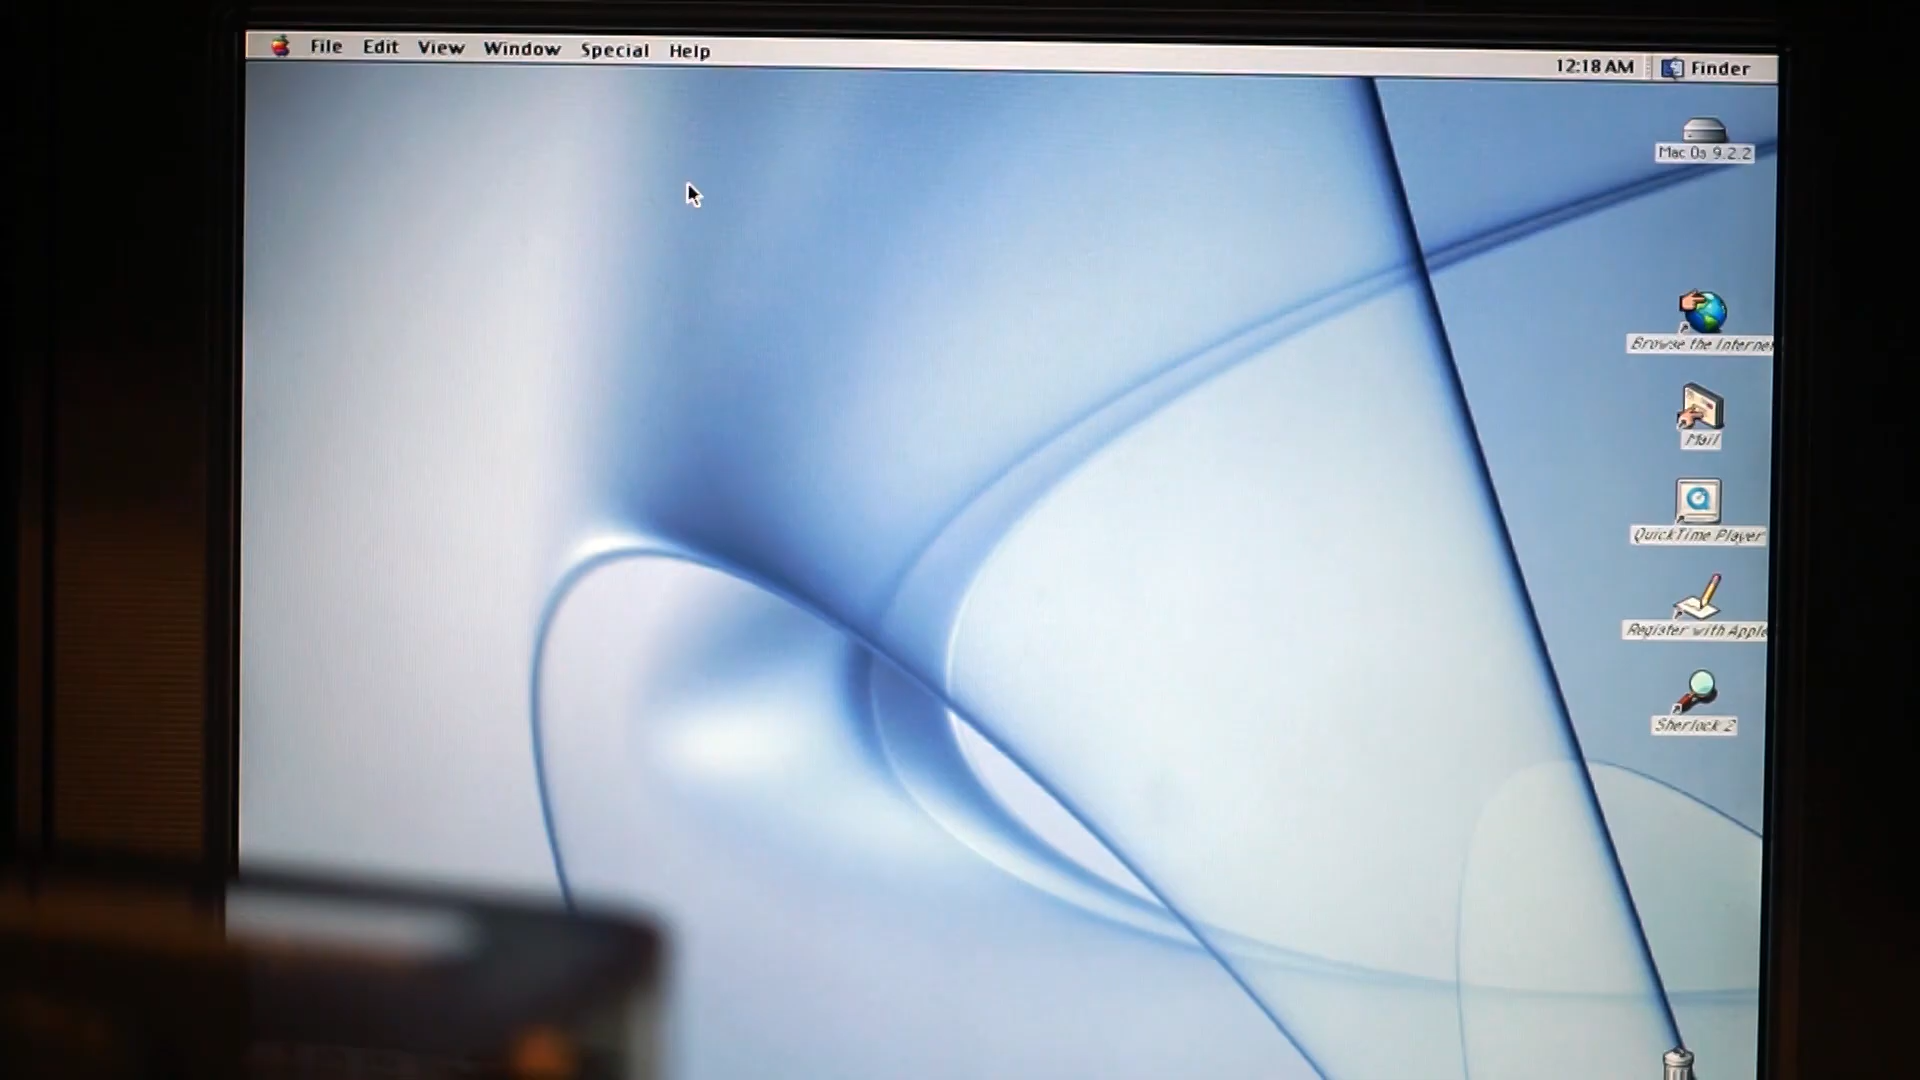 File Edit View Window Special Help
12:18 AM Finder
Mac Os 9.2.2
Browse the Internet
Mail
QuickTime Player
Register with Apple
Sherlock 2